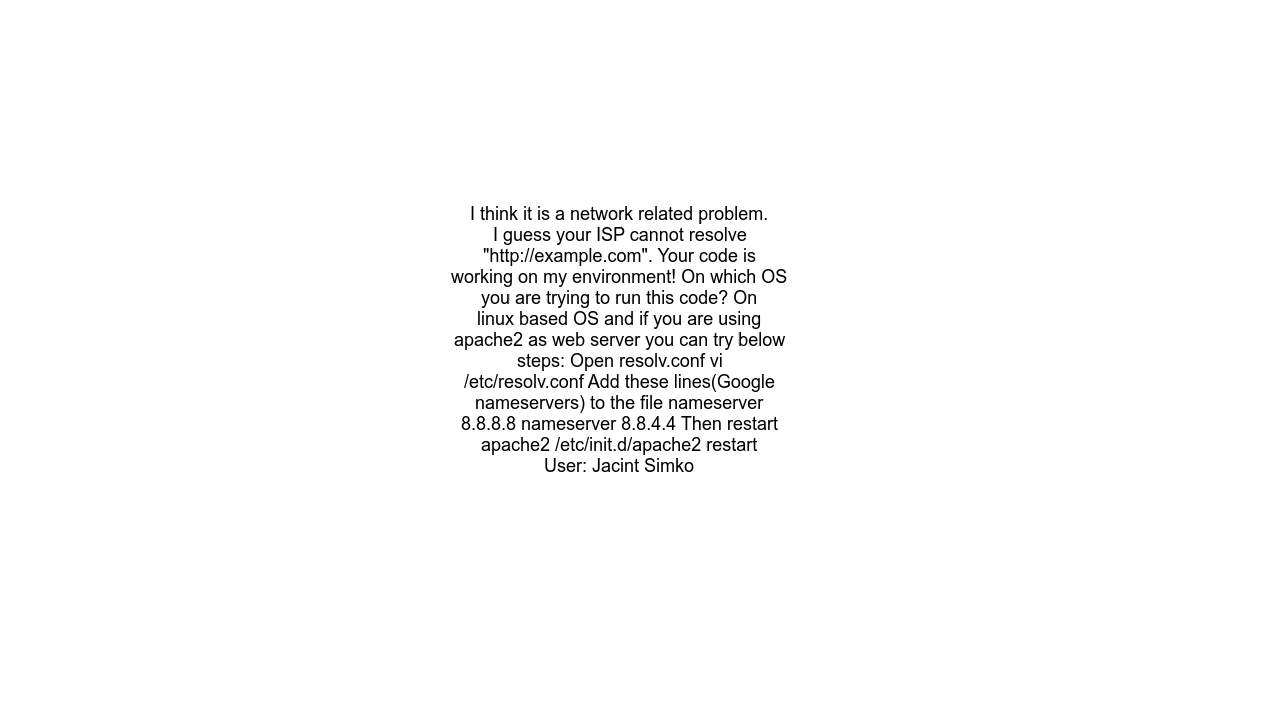 I think it is a network related problem.
I guess your ISP cannot resolve
"http://example.com". Your code is
working on my environment! On which OS
you are trying to run this code? On
linux based OS and if you are using
apache2 as web server you can try below
steps: Open resolv.conf vi
/etc/resolv.conf Add these lines(Google
nameservers) to the file nameserver
8.8.8.8 nameserver 8.8.4.4 Then restart
apache2 /etc/init.d/apache2 restart
User: Jacint Simko